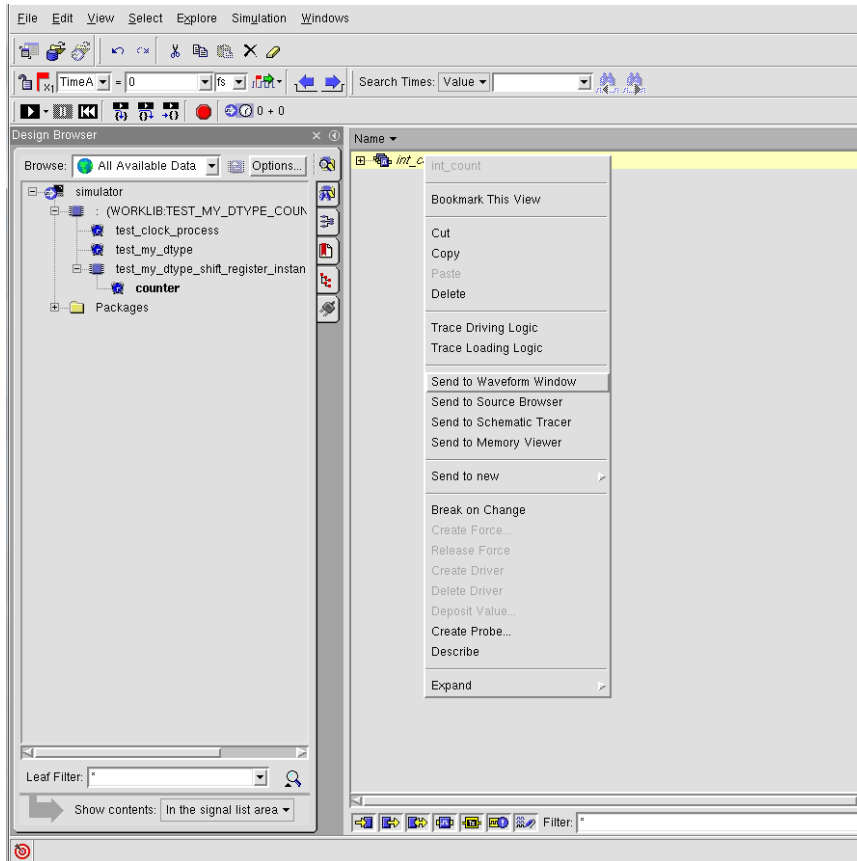 File Edit View Select Explore Simulation Windows
X1 TimeA = 0 fs Search Times: Value
0 + 0
Design Browser
Browse: All Available Data Options...
simulator
: (WORKLIB:TEST_MY_DTYPE_COUN
test_clock_process
test_my_dtype
test_my_dtype_shift_register_instan
counter
Packages
Leaf Filter: *
Show contents: In the signal list area
Name
int_c
int_count
Bookmark This View
Cut
Copy
Paste
Delete
Trace Driving Logic
Trace Loading Logic
Send to Waveform Window
Send to Source Browser
Send to Schematic Tracer
Send to Memory Viewer
Send to new
Break on Change
Create Force...
Release Force
Create Driver
Delete Driver
Deposit Value...
Create Probe...
Describe
Expand
Filter: *